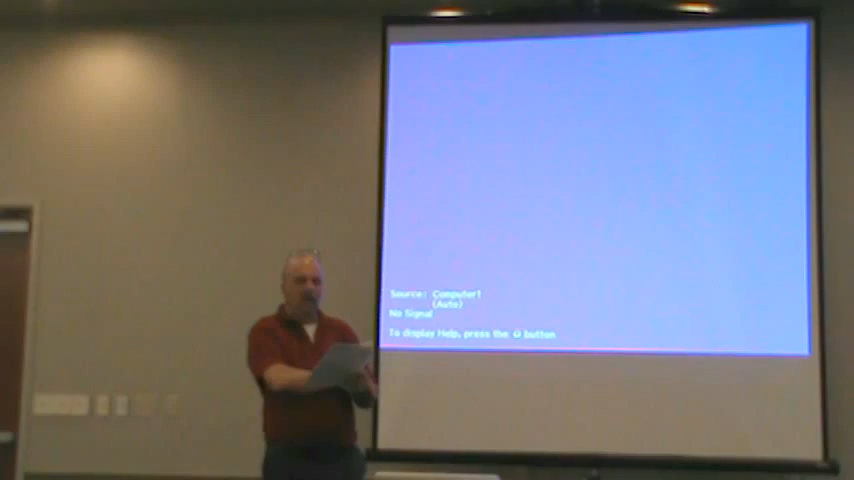 Source: Computer1
(Auto)
No Signal
To display Help, press the button